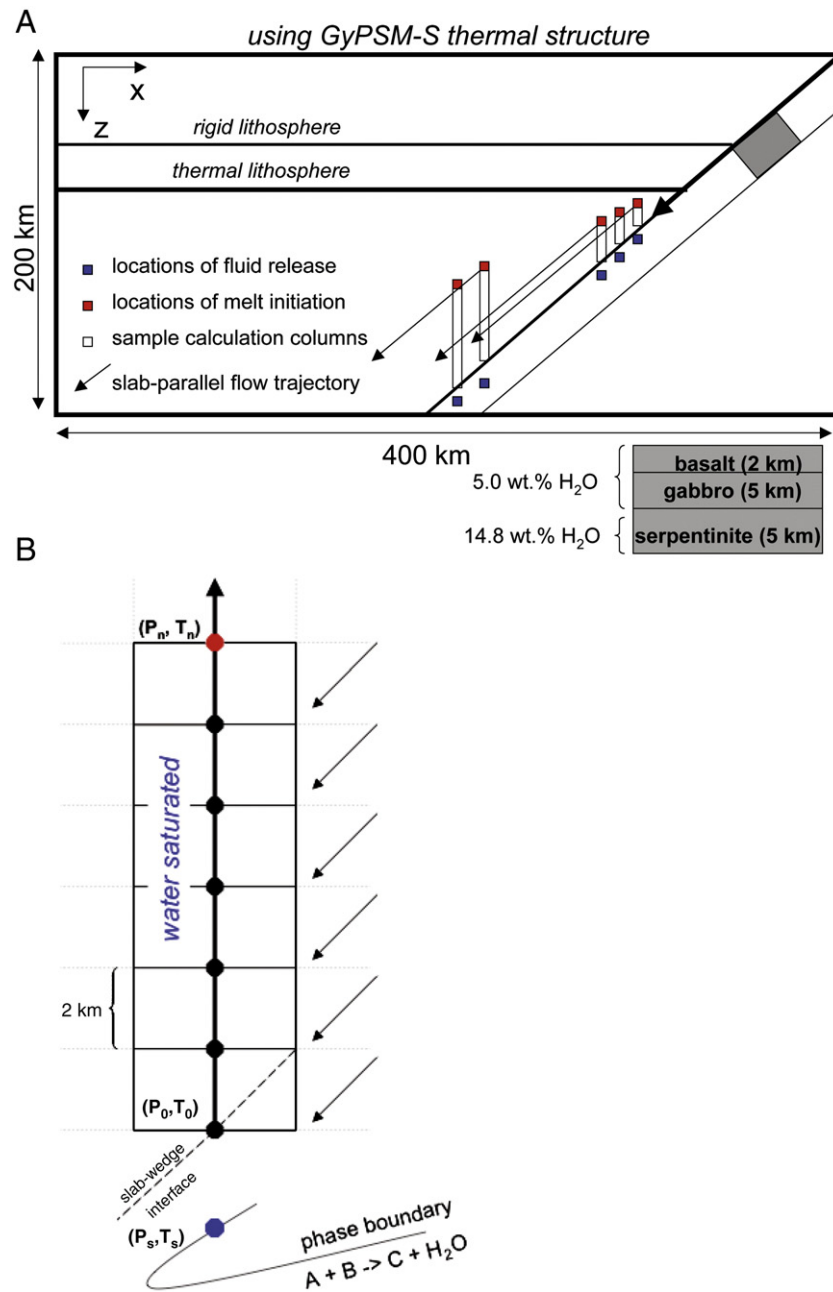 A
using GyPSM-S thermal structure
X
Z
rigid lithosphere
thermal lithosphere
200 km
locations of fluid release
locations of melt initiation
sample calculation columns
slab-parallel flow trajectory
400 km
5.0 wt.% H₂O
basalt (2 km)
gabbro (5 km)
14.8 wt.% H₂O
serpentinite (5 km)
B
(Pₙ, Tₙ)
water saturated
2 km
(P₀,T₀)
slab-wedge
interface
(Pₛ,Tₛ)
phase boundary
A + B -> C + H₂O